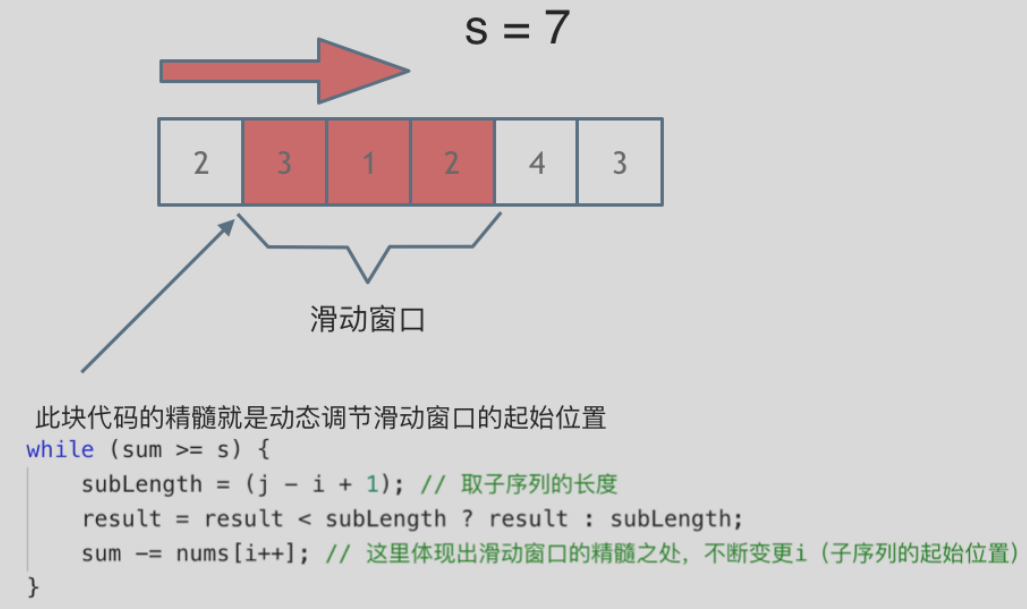 s = 7
2 3 1 2 4 3
滑动窗口
此块代码的精髓就是动态调节滑动窗口的起始位置
while (sum >= s) {
    subLength = (j - i + 1); // 取子序列的长度
    result = result < subLength ? result : subLength;
    sum -= nums[i++]; // 这里体现出滑动窗口的精髓之处，不断变更i（子序列的起始位置）
}